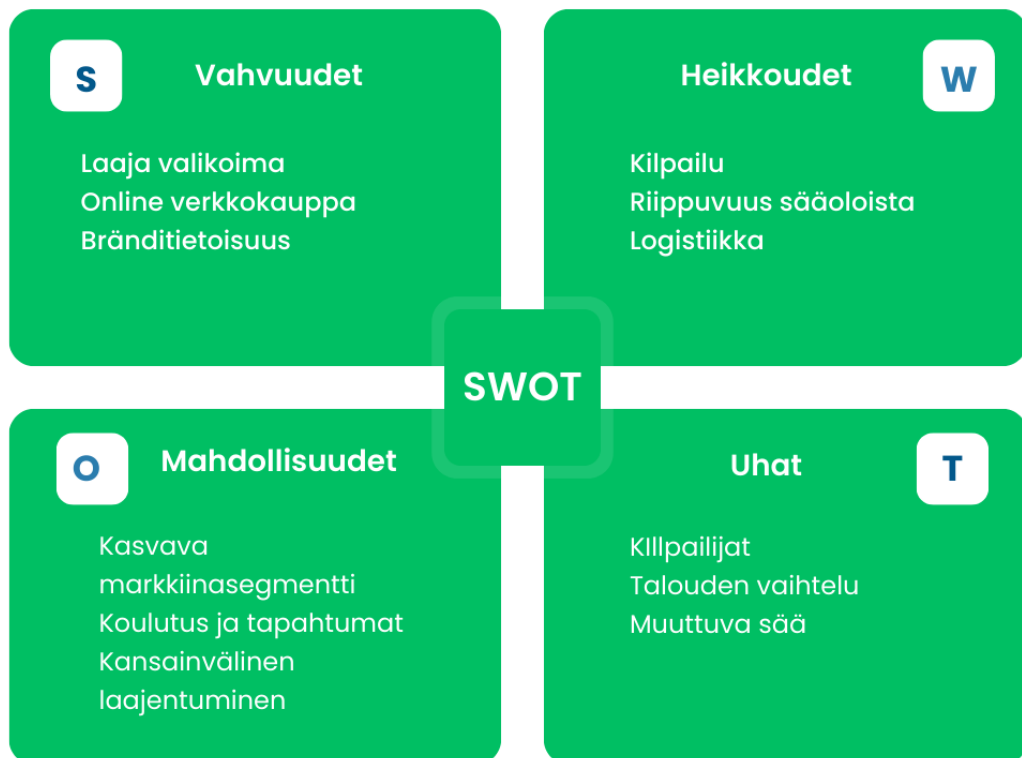 S
Vahvuudet
Laaja valikoima
Online verkkokauppa
Bränditietoisuus
Heikkoudet
W
Kilpailu
Riippuvuus sääoloista
Logistiikka
SWOT
O
Mahdollisuudet
Kasvava
markkiinasegmentti
Koulutus ja tapahtumat
Kansainvälinen
laajentuminen
Uhat
T
KIllpailijat
Talouden vaihtelu
Muuttuva sää